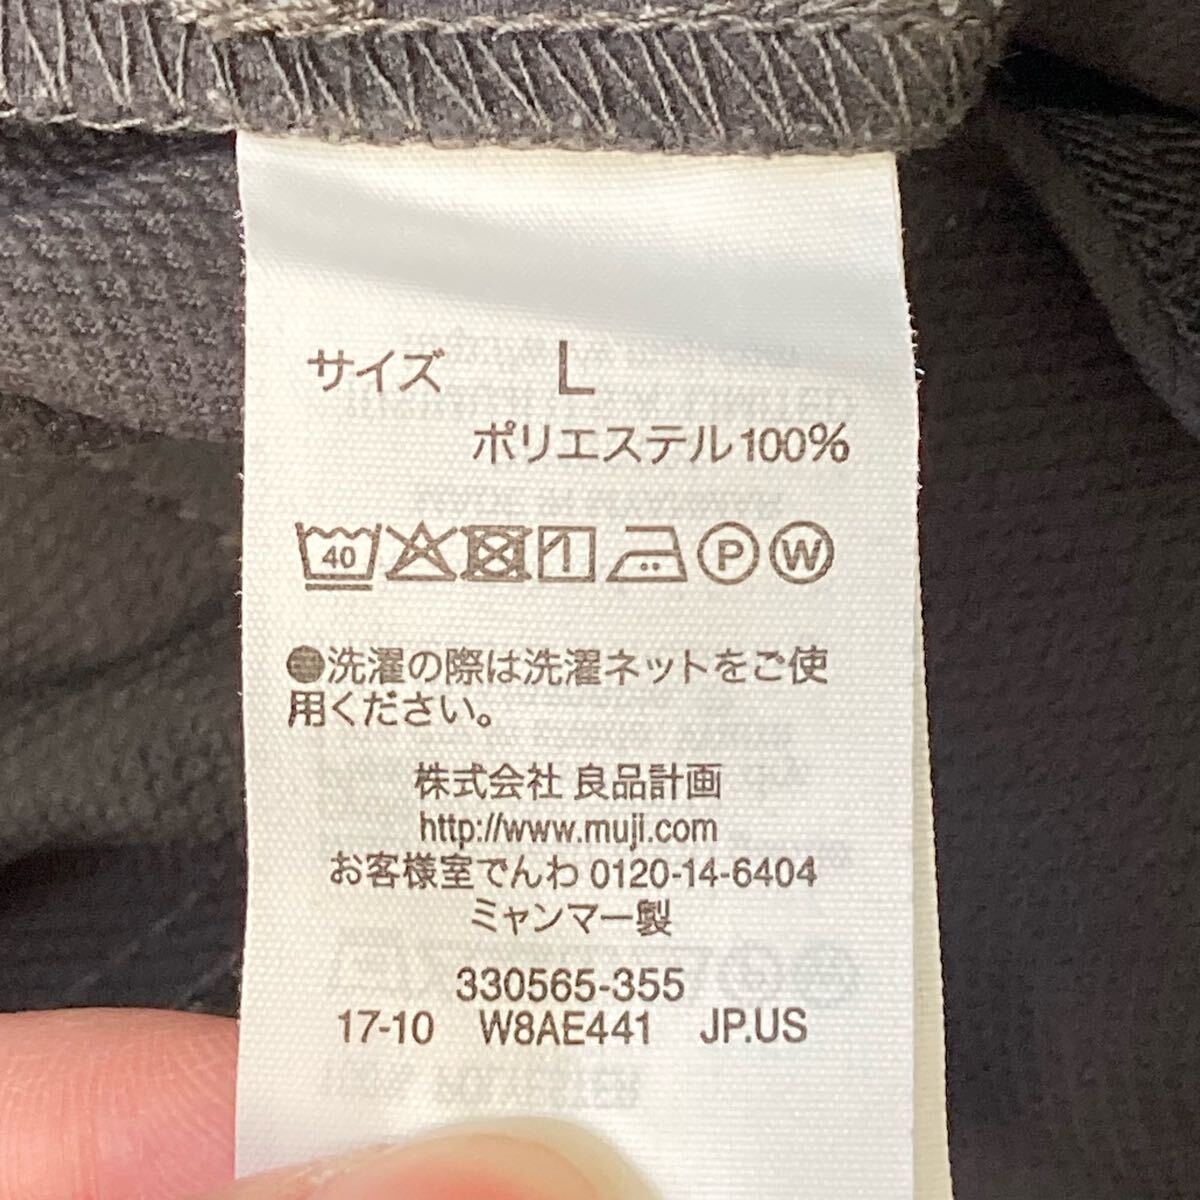 サイズ L
ポリエステル100%
40 1 P W
●洗濯の際は洗濯ネットをご使
用ください。
株式会社 良品計画
http://www.muji.com
お客様室でんわ 0120-14-6404
ミャンマー製
330565-355
17-10 W8AE441 JP.US